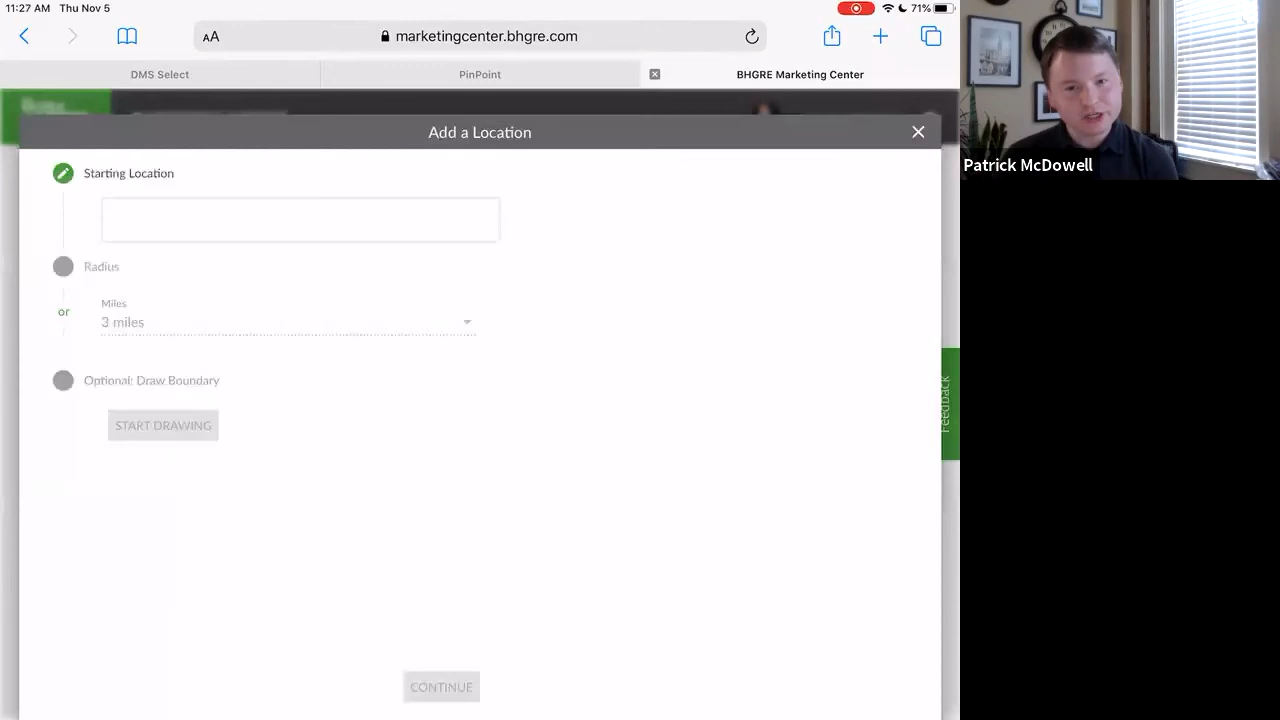 11:27 AM Thu Nov 5
71%
AA
marketingcenter.bhgre.com
DMS Select
PinPoint
BHGRE Marketing Center
Add a Location
Starting Location
Radius
or
Miles
3 miles
Optional: Draw Boundary
START DRAWING
CONTINUE
Feedback
Patrick McDowell